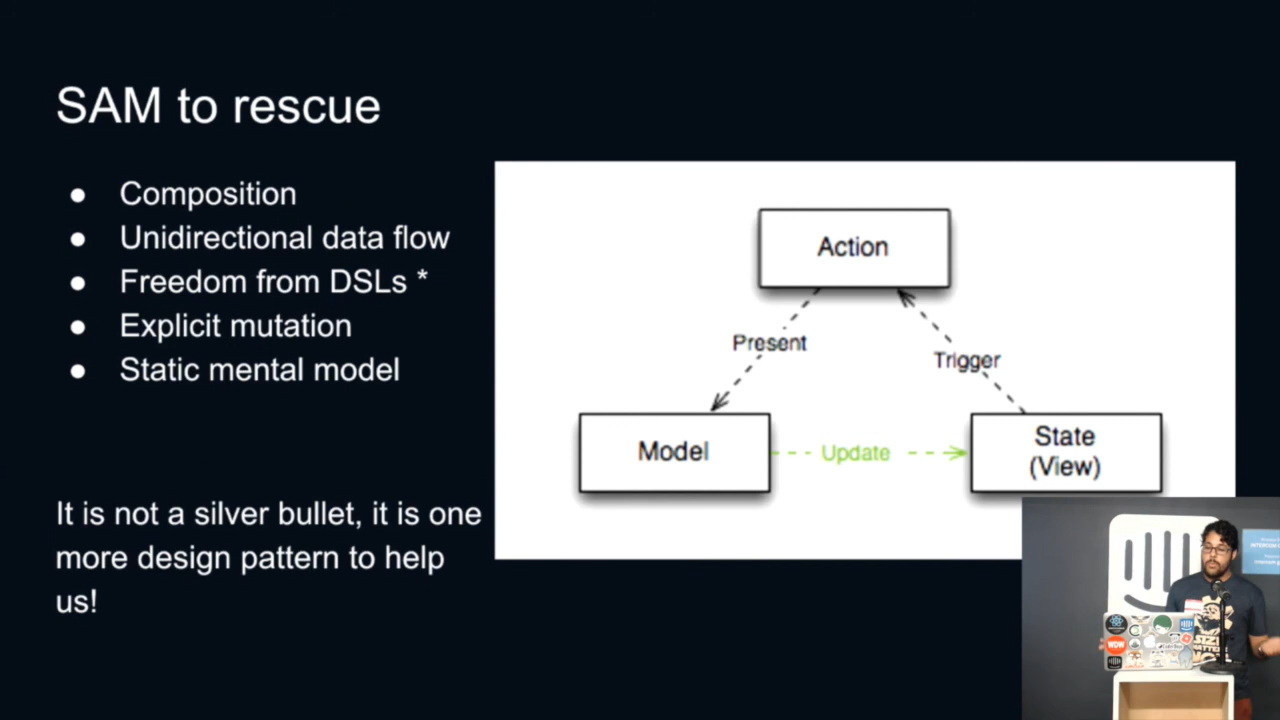 SAM to rescue
● Composition
● Unidirectional data flow
● Freedom from DSLs *
● Explicit mutation
● Static mental model
It is not a silver bullet, it is one
more design pattern to help
us!
Action
Present
Trigger
Model
Update
State
(View)
WOW